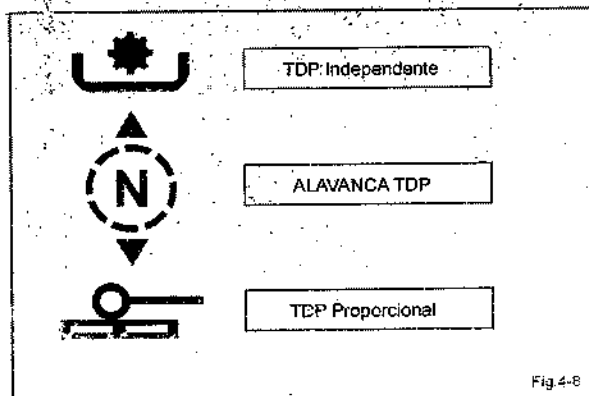 TDP Independente
N
ALAVANCA TDP
TDP Proporcional
Fig.4-8